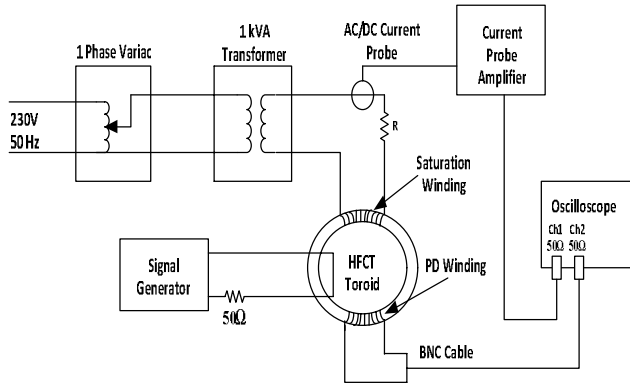 1 Phase Variac
1 kVA
Transformer
AC/DC Current
Probe
Current
Probe
Amplifier
230V
50 Hz
R
Saturation
Winding
Oscilloscope
Ch1 Ch2
50Ω 50Ω
Signal
Generator
HFCT
Toroid
PD Winding
50Ω
BNC Cable